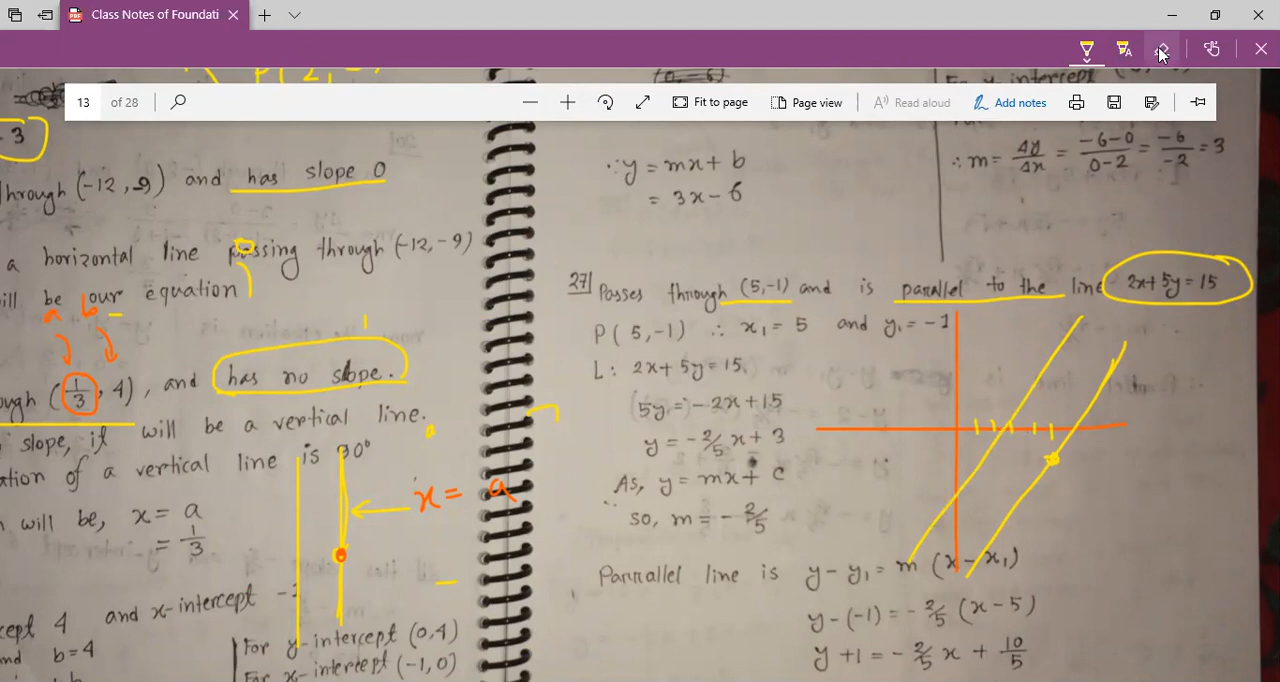 Class Notes of Foundati
13 of 28
Fit to page
Page view
Read aloud
Add notes
P(2,
3
Through (-12, 9) and has slope 0
a horizontal line passing through (-12, -9)
ill be our equation
a b
ough (1/3, 4), and has no slope.
slope, it will be a vertical line.
ation of a vertical line is 90°
x = a
will be, x = a
= 1/3
cept 4 and x-intercept -1
and b=4
For y-intercept (0,4)
For x-intercept (-1,0)
∴ y = mx + b
= 3x - 6
∴ m = Δy/Δx = -6-0/0-2 = -6/-2 = 3
27 Passes through (5,-1) and is parallel to the line 2x+5y=15
P(5,-1) ∴ x₁ = 5 and y₁ = -1
L: 2x+5y=15
5y = -2x+15
y = -2/5 x + 3
As, y = mx + c
so, m = -2/5
Parrallel line is y-y₁ = m (x-x₁)
y-(-1) = -2/5 (x-5)
y+1 = -2/5 x + 10/5